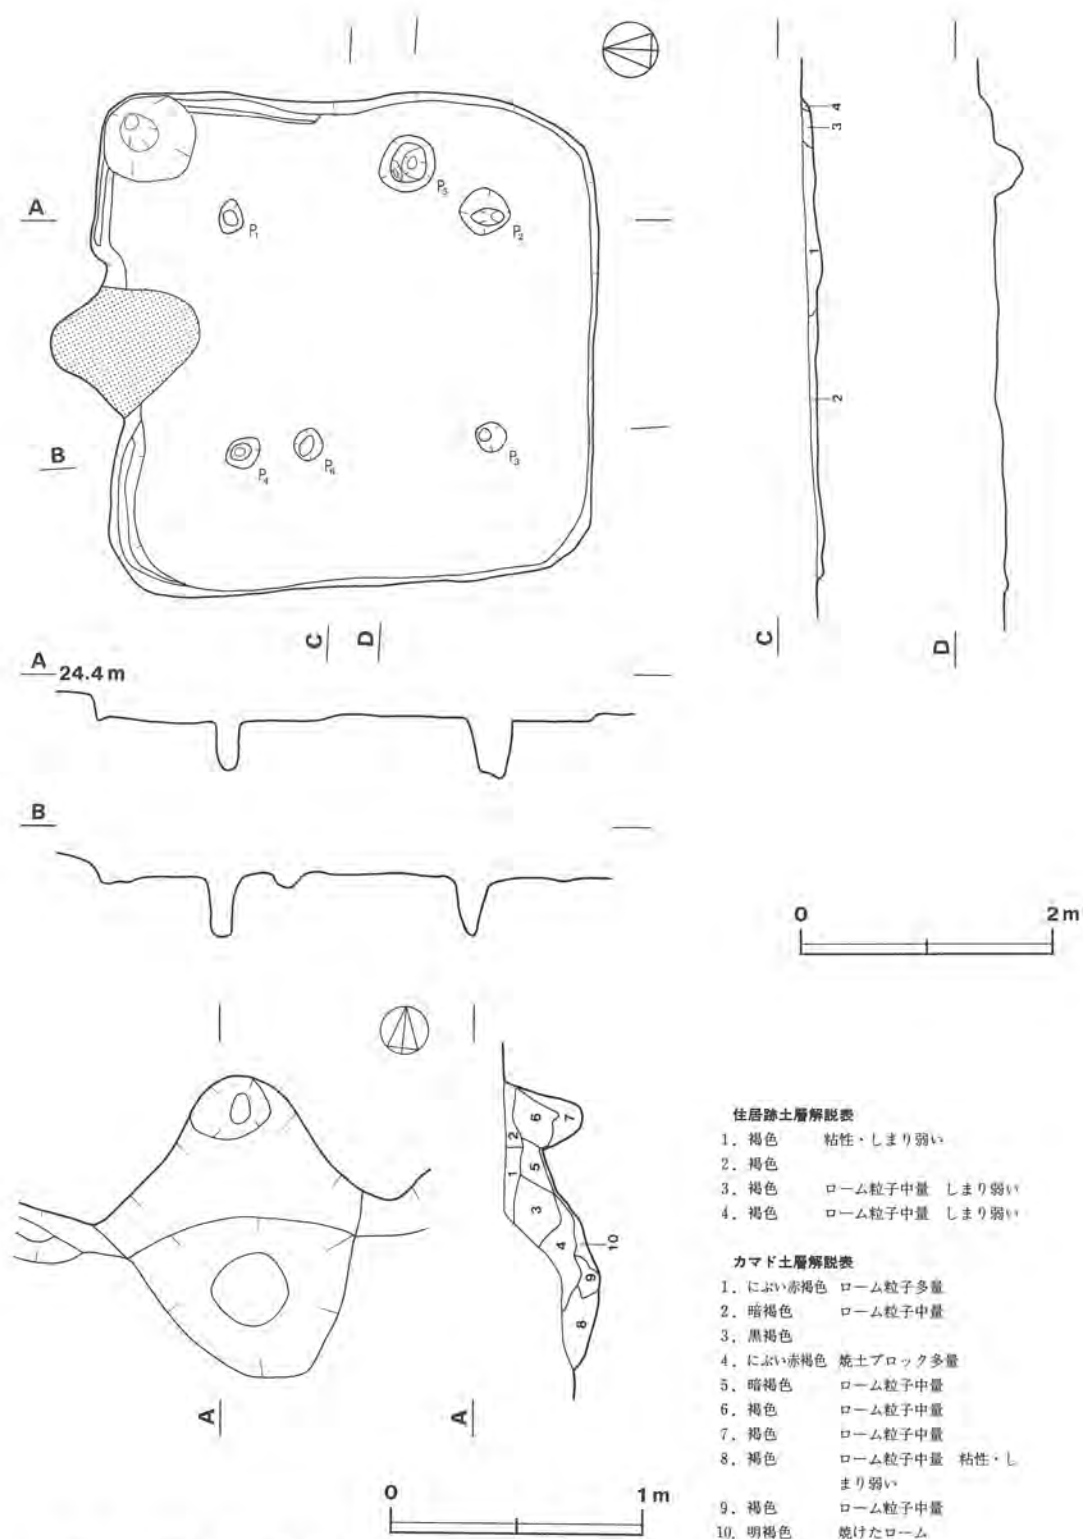 A
P₁
P₅
P₂
B
P₄
P₆
P₃
C D
4
3
1
2
C
D
A 24.4m
B
0 2m
A
2
1
6
7
5
3
4
10
9
8
A
0 1m
住居跡土層解説表
1. 褐色 粘性・しまり弱い
2. 褐色
3. 褐色 ローム粒子中量 しまり弱い
4. 褐色 ローム粒子中量 しまり弱い
カマド土層解説表
1. にぶい赤褐色 ローム粒子多量
2. 暗褐色 ローム粒子中量
3. 黒褐色
4. にぶい赤褐色 焼土ブロック多量
5. 暗褐色 ローム粒子中量
6. 褐色 ローム粒子中量
7. 褐色 ローム粒子中量
8. 褐色 ローム粒子中量 粘性・し
まり弱い
9. 褐色 ローム粒子中量
10. 明褐色 焼けたローム